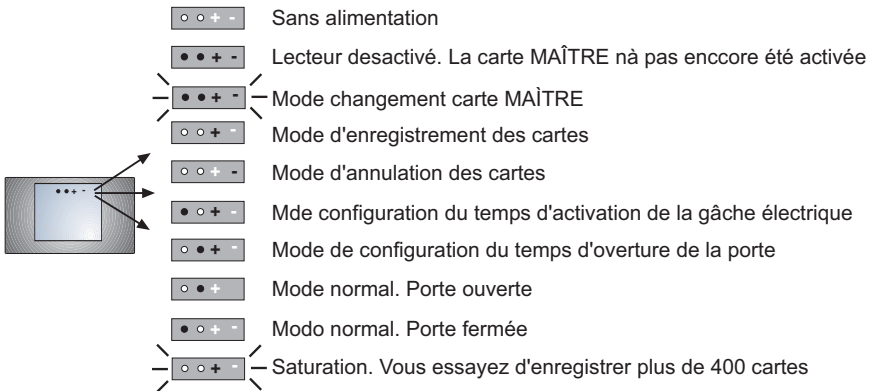 Sans alimentation
Lecteur desactivé. La carte MAÎTRE nà pas enccore été activée
Mode changement carte MAÌTRE
Mode d'enregistrement des cartes
Mode d'annulation des cartes
Mde configuration du temps d'activation de la gâche électrique
Mode de configuration du temps d'overture de la porte
Mode normal. Porte ouverte
Modo normal. Porte fermée
Saturation. Vous essayez d'enregistrer plus de 400 cartes